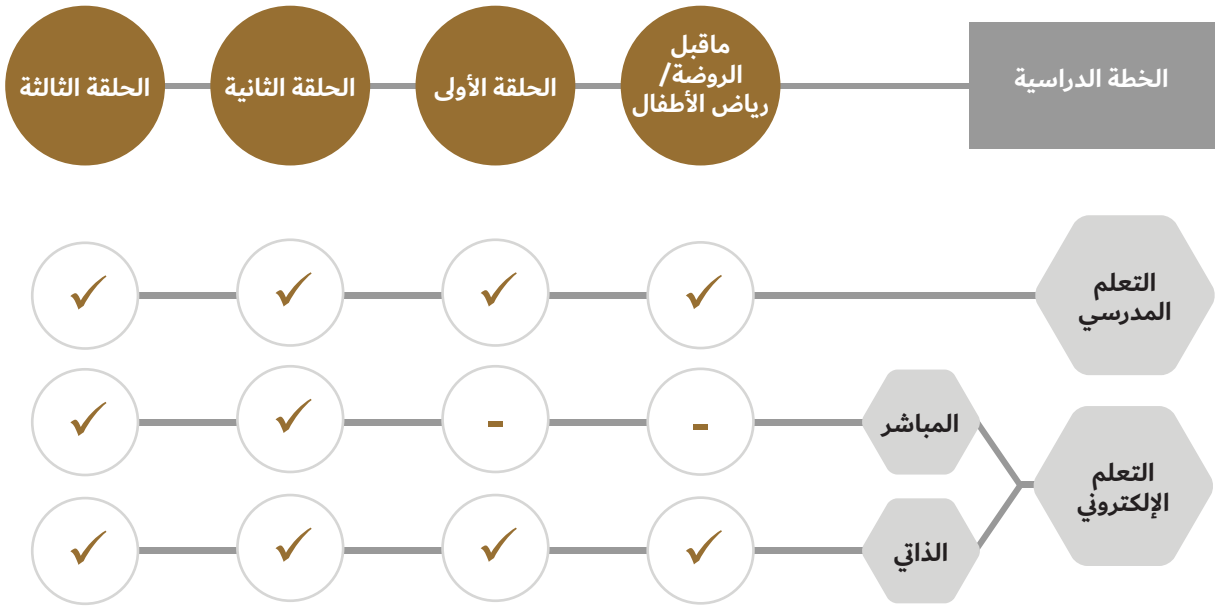 الخطة الدراسية
ماقبل
الروضة/
رياض الأطفال
الحلقة الأولى
الحلقة الثانية
الحلقة الثالثة
التعلم
المدرسي
✓ ✓ ✓ ✓
التعلم
الإلكتروني
المباشر
- - ✓ ✓
الذاتي
✓ ✓ ✓ ✓